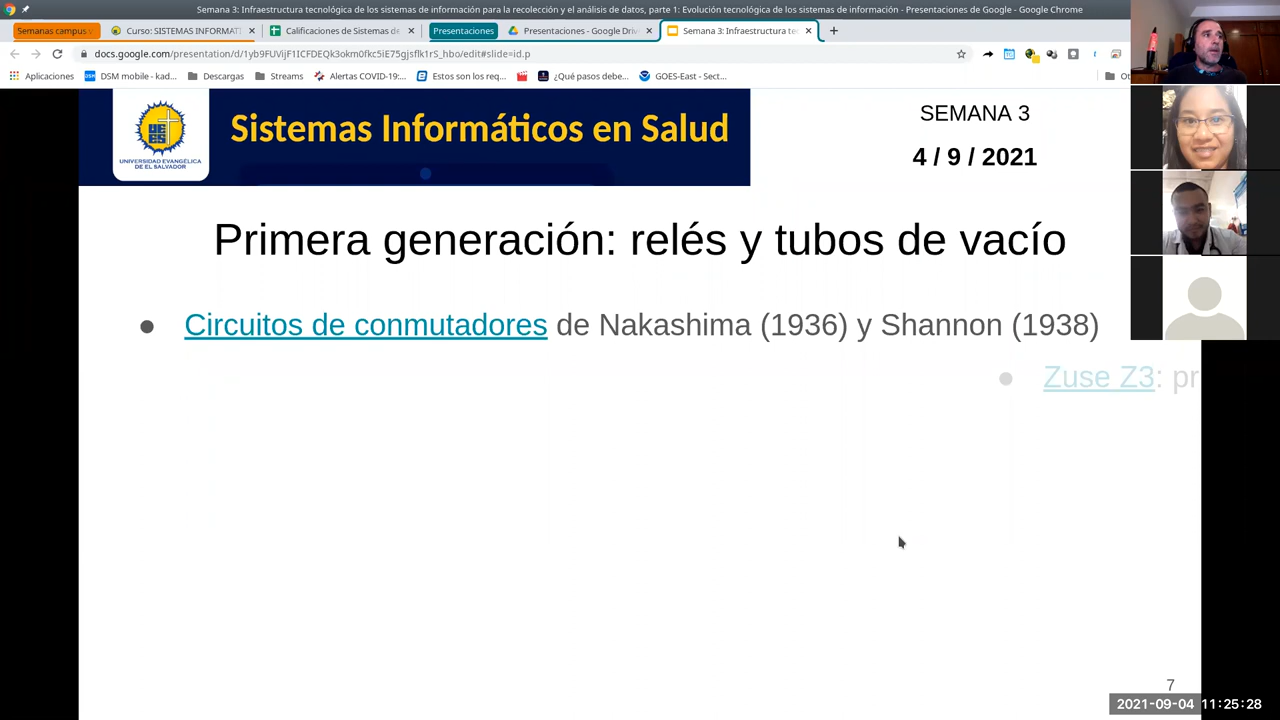 Semana 3: Infraestructura tecnológica de los sistemas de información para la recolección y el análisis de datos, parte 1: Evolución tecnológica de los sistemas de información - Presentaciones de Google - Google Chrome
Semanas campus v
Curso: SISTEMAS INFORMATI
Calificaciones de Sistemas de
Presentaciones
Presentaciones - Google Driv
Semana 3: Infraestructura te
docs.google.com/presentation/d/1yb9FUVijF1ICFDEQk3okm0fkc5iE75gjsflk1rS_hbo/edit#slide=id.p
Aplicaciones
DSM mobile - kad...
Descargas
Streams
Alertas COVID-19:...
Estos son los req...
¿Qué pasos debe...
GOES-East - Sect...
Ot
UNIVERSIDAD EVANGÉLICA
DE EL SALVADOR
Sistemas Informáticos en Salud
SEMANA 3
4 / 9 / 2021
Primera generación: relés y tubos de vacío
● Circuitos de conmutadores de Nakashima (1936) y Shannon (1938)
● Zuse Z3: pr
7
2021-09-04 11:25:28